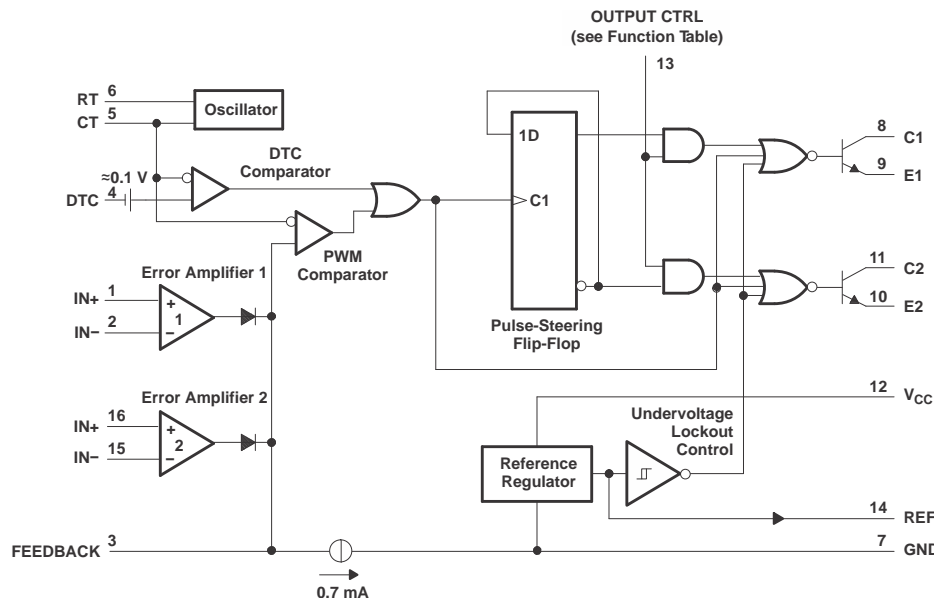 OUTPUT CTRL
(see Function Table)
13
RT
6
CT
5
Oscillator
DTC
Comparator
≈0.1 V
DTC
4
PWM
Comparator
1D
C1
Pulse-Steering
Flip-Flop
8
C1
9
E1
11
C2
10
E2
Error Amplifier 1
IN+
1
IN−
2
+
1
−
Error Amplifier 2
IN+
16
IN−
15
+
2
−
12
VCC
Undervoltage
Lockout
Control
Reference
Regulator
14
REF
7
GND
FEEDBACK
3
0.7 mA